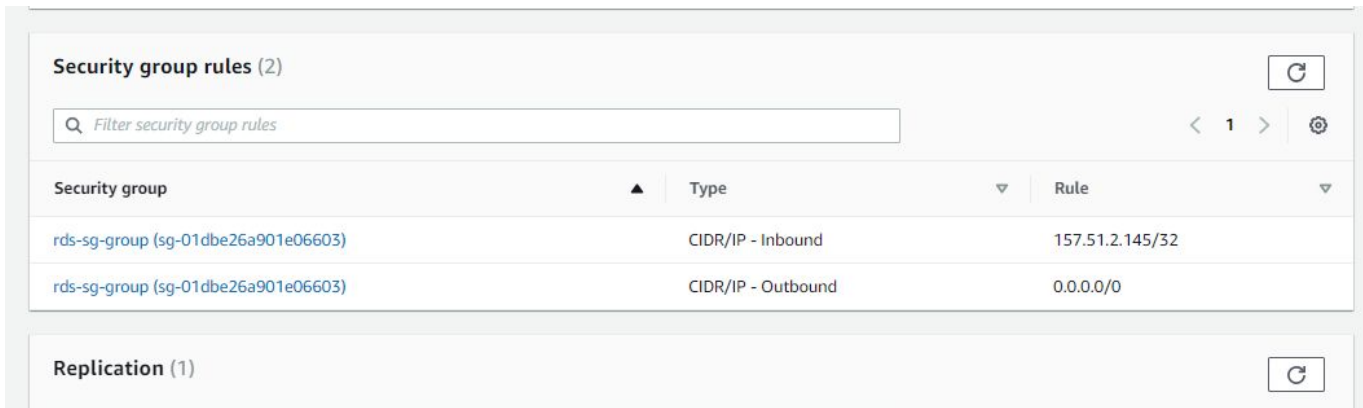 Security group rules (2)
Filter security group rules
1
Security group Type Rule
rds-sg-group (sg-01dbe26a901e06603) CIDR/IP - Inbound 157.51.2.145/32
rds-sg-group (sg-01dbe26a901e06603) CIDR/IP - Outbound 0.0.0.0/0
Replication (1)